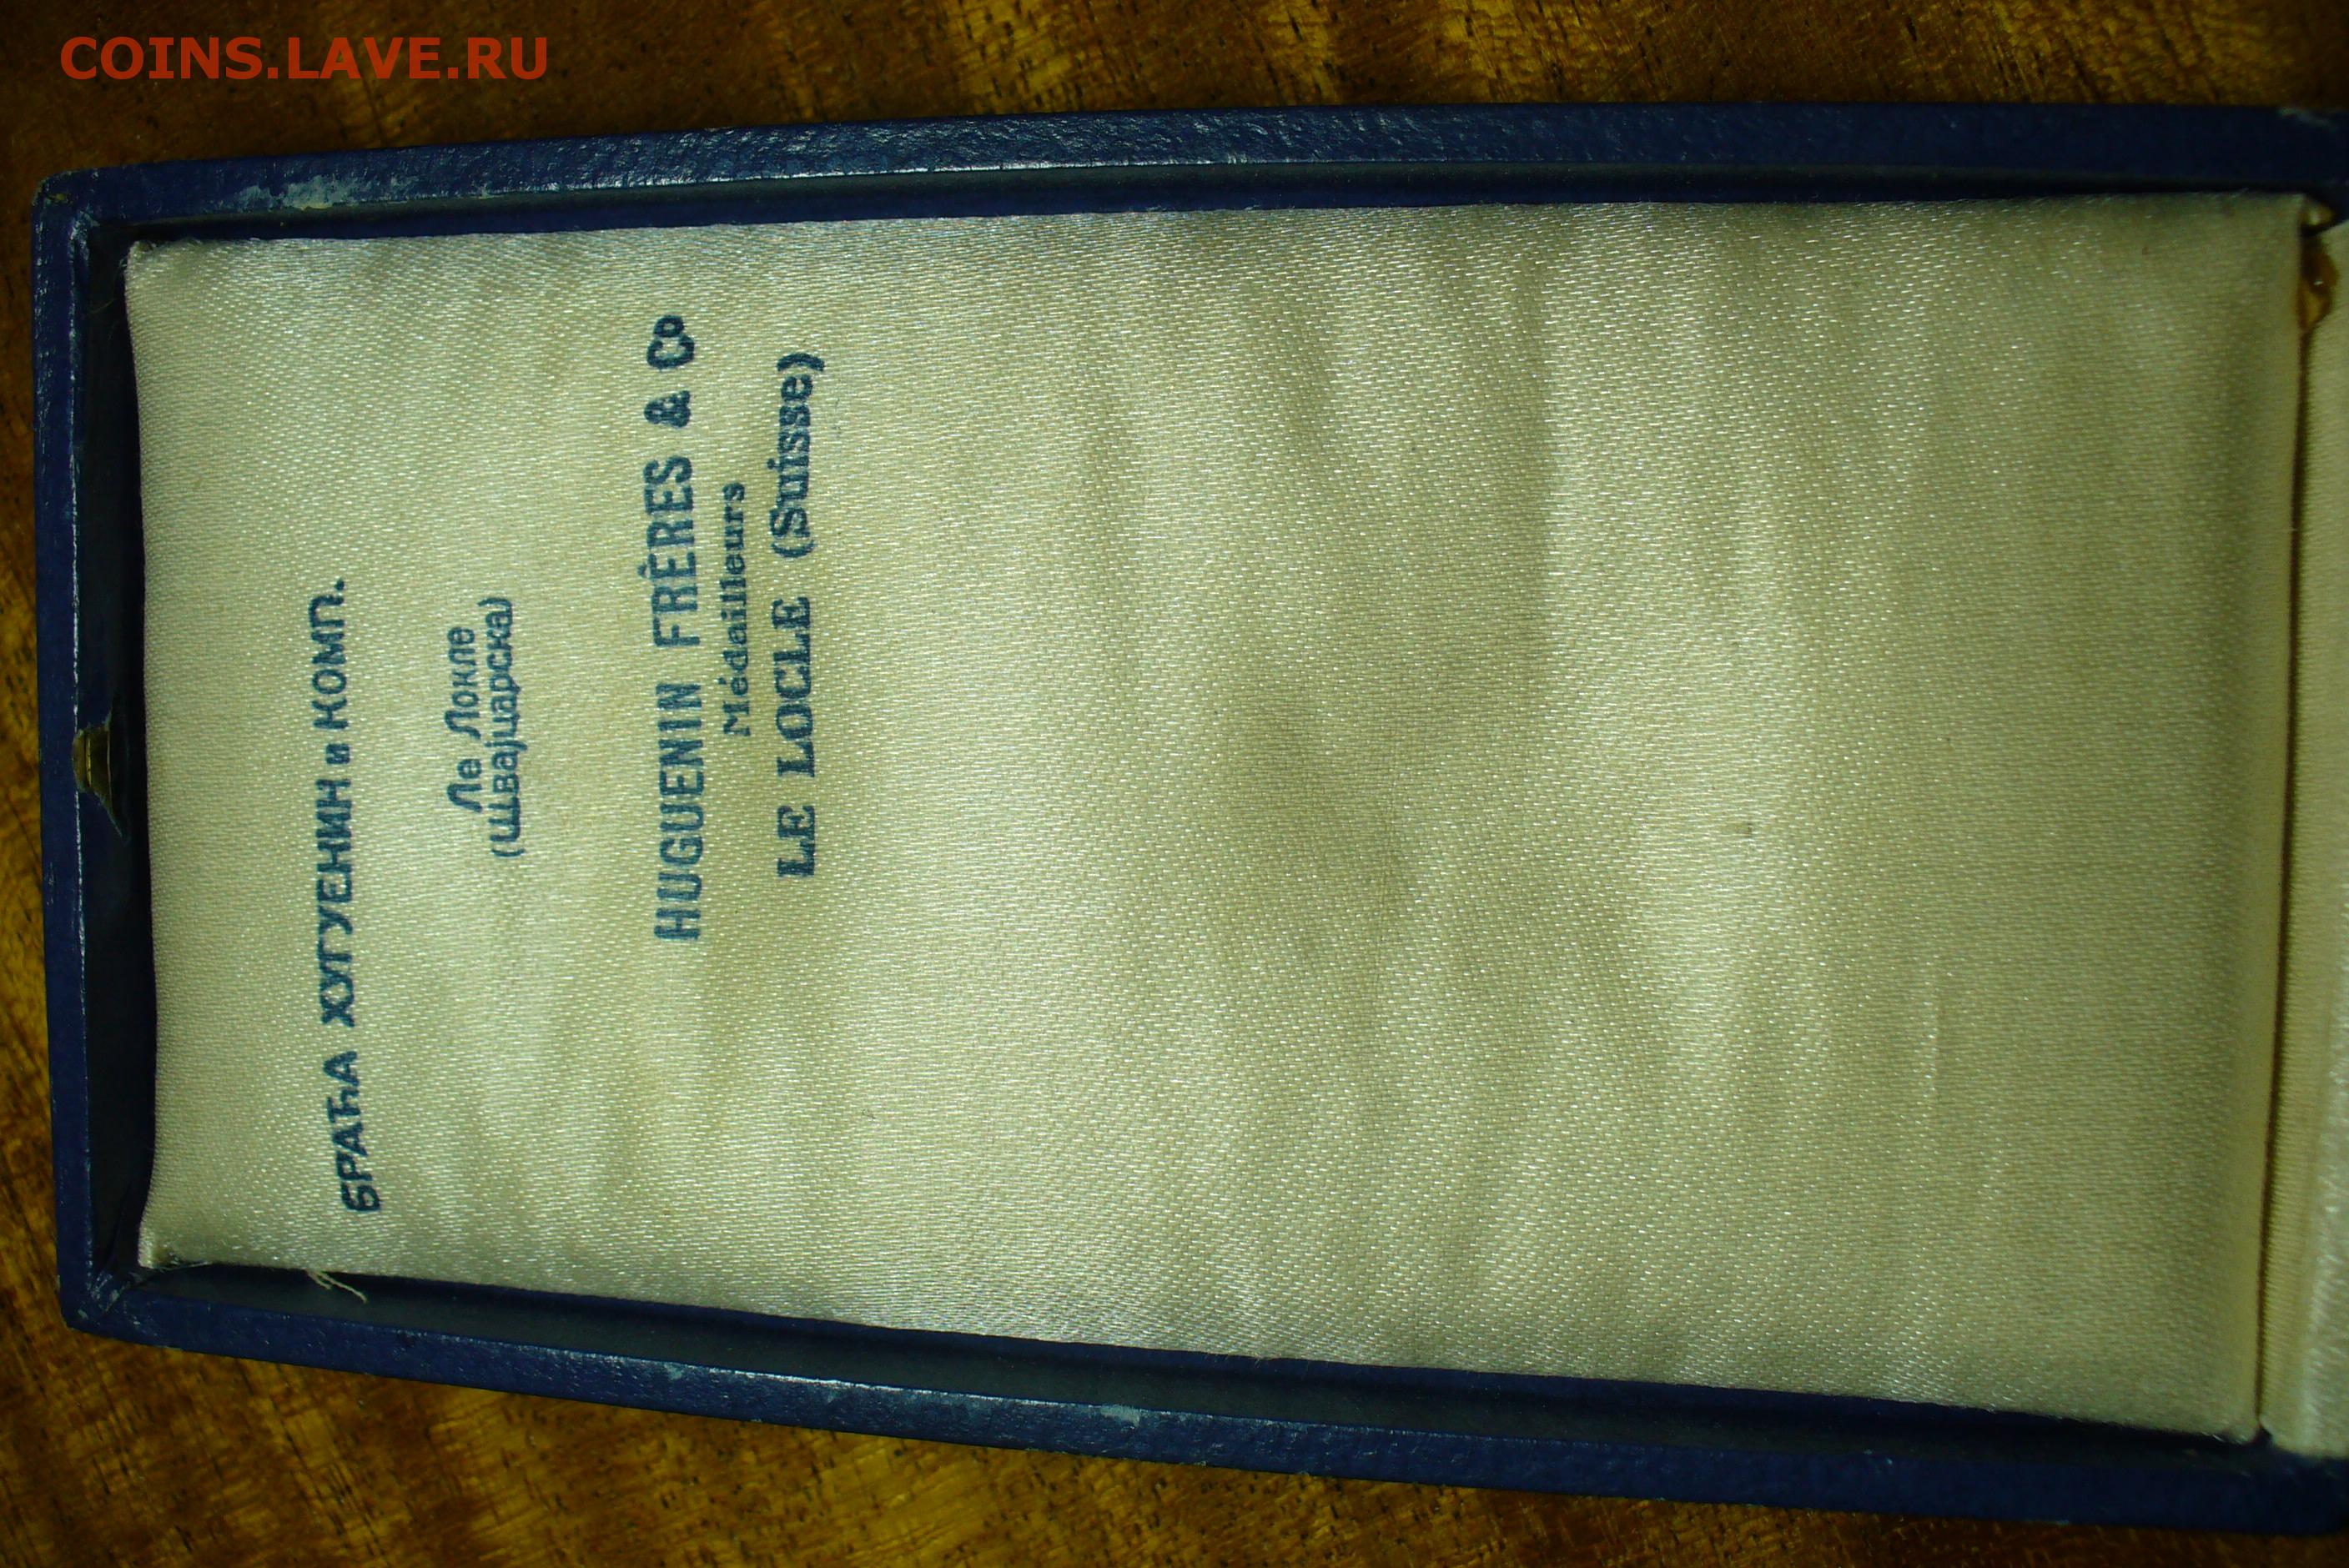 COINS.LAVE.RU
БРАЋА ХУГУЕНИН и КОМП.
Ле Локле
(Швајцарска)
HUGUENIN FRÈRES & Co
Médailleurs
LE LOCLE (Suisse)